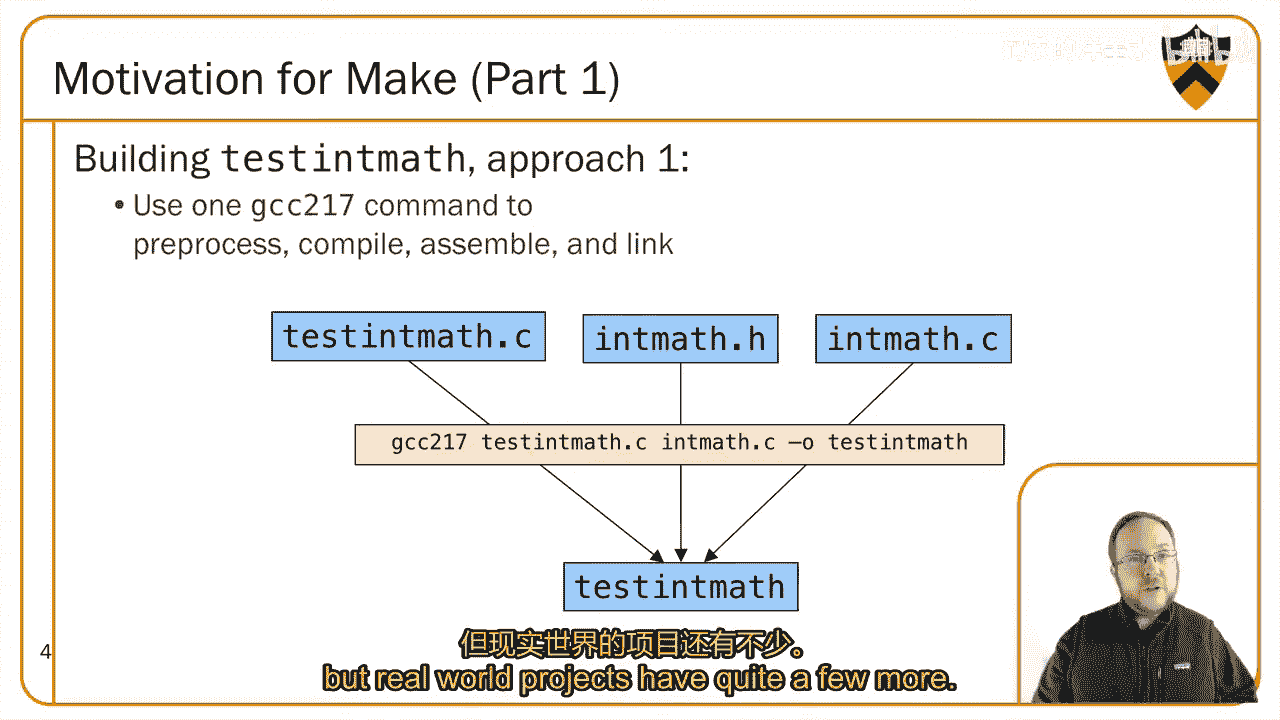 Motivation for Make (Part 1)
Building testintmath, approach 1:
• Use one gcc217 command to
preprocess, compile, assemble, and link
testintmath.c
intmath.h
intmath.c
gcc217 testintmath.c intmath.c –o testintmath
testintmath
4
但现实世界的项目还有不少。
but real world projects have quite a few more.